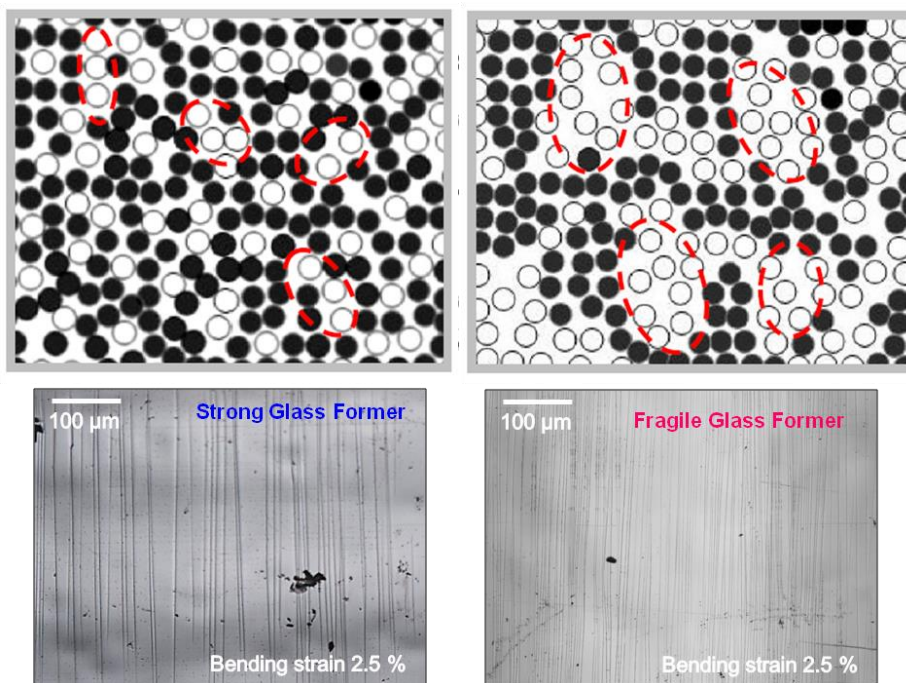 100 µm
Strong Glass Former
Bending strain 2.5 %
100 µm
Fragile Glass Former
Bending strain 2.5 %